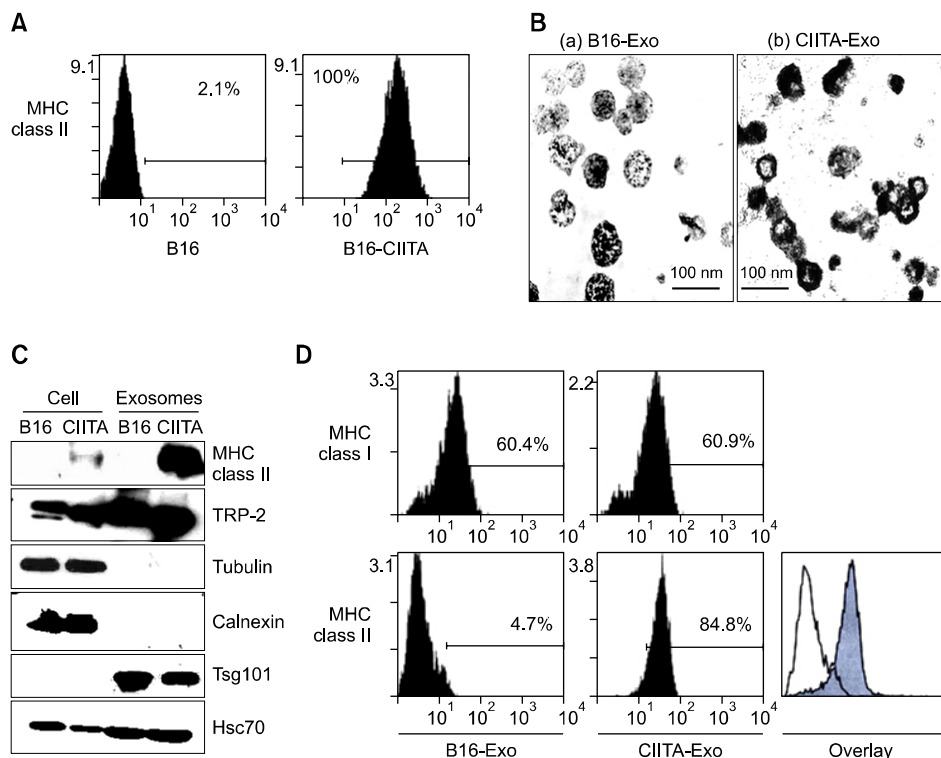 A
9.1
2.1%
MHC
class II
10¹ 10² 10³ 10⁴
B16
9.1
100%
10¹ 10² 10³ 10⁴
B16-CIITA
B
(a) B16-Exo
100 nm
(b) CIITA-Exo
100 nm
C
Cell Exosomes
B16 CIITA B16 CIITA
MHC
class II
TRP-2
Tubulin
Calnexin
Tsg101
Hsc70
D
3.3
MHC
class I
60.4%
10¹ 10² 10³ 10⁴
2.2
60.9%
10¹ 10² 10³ 10⁴
3.1
MHC
class II
4.7%
10¹ 10² 10³ 10⁴
B16-Exo
3.8
84.8%
10¹ 10² 10³ 10⁴
CIITA-Exo
Overlay